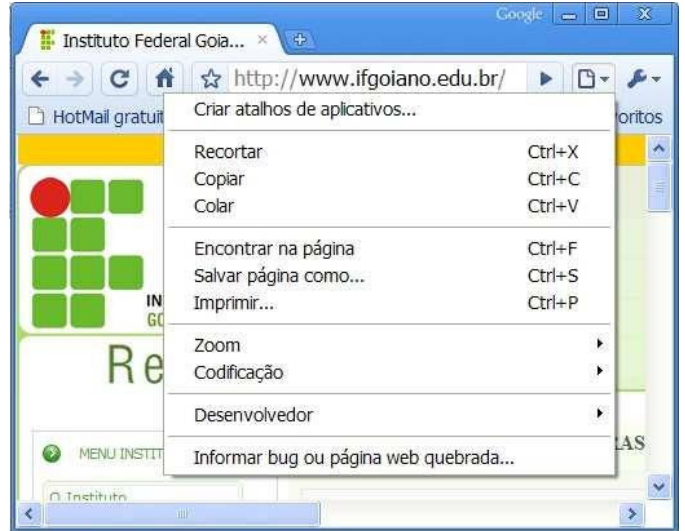 Google
Instituto Federal Goia...
http://www.ifgoiano.edu.br/
HotMail gratuit
oritos
Criar atalhos de aplicativos...
Recortar Ctrl+X
Copiar Ctrl+C
Colar Ctrl+V
Encontrar na página Ctrl+F
Salvar página como... Ctrl+S
Imprimir... Ctrl+P
Zoom
Codificação
Desenvolvedor
Informar bug ou página web quebrada...
IN
GO
Re
MENU INSTIT
RAS
O Instituto